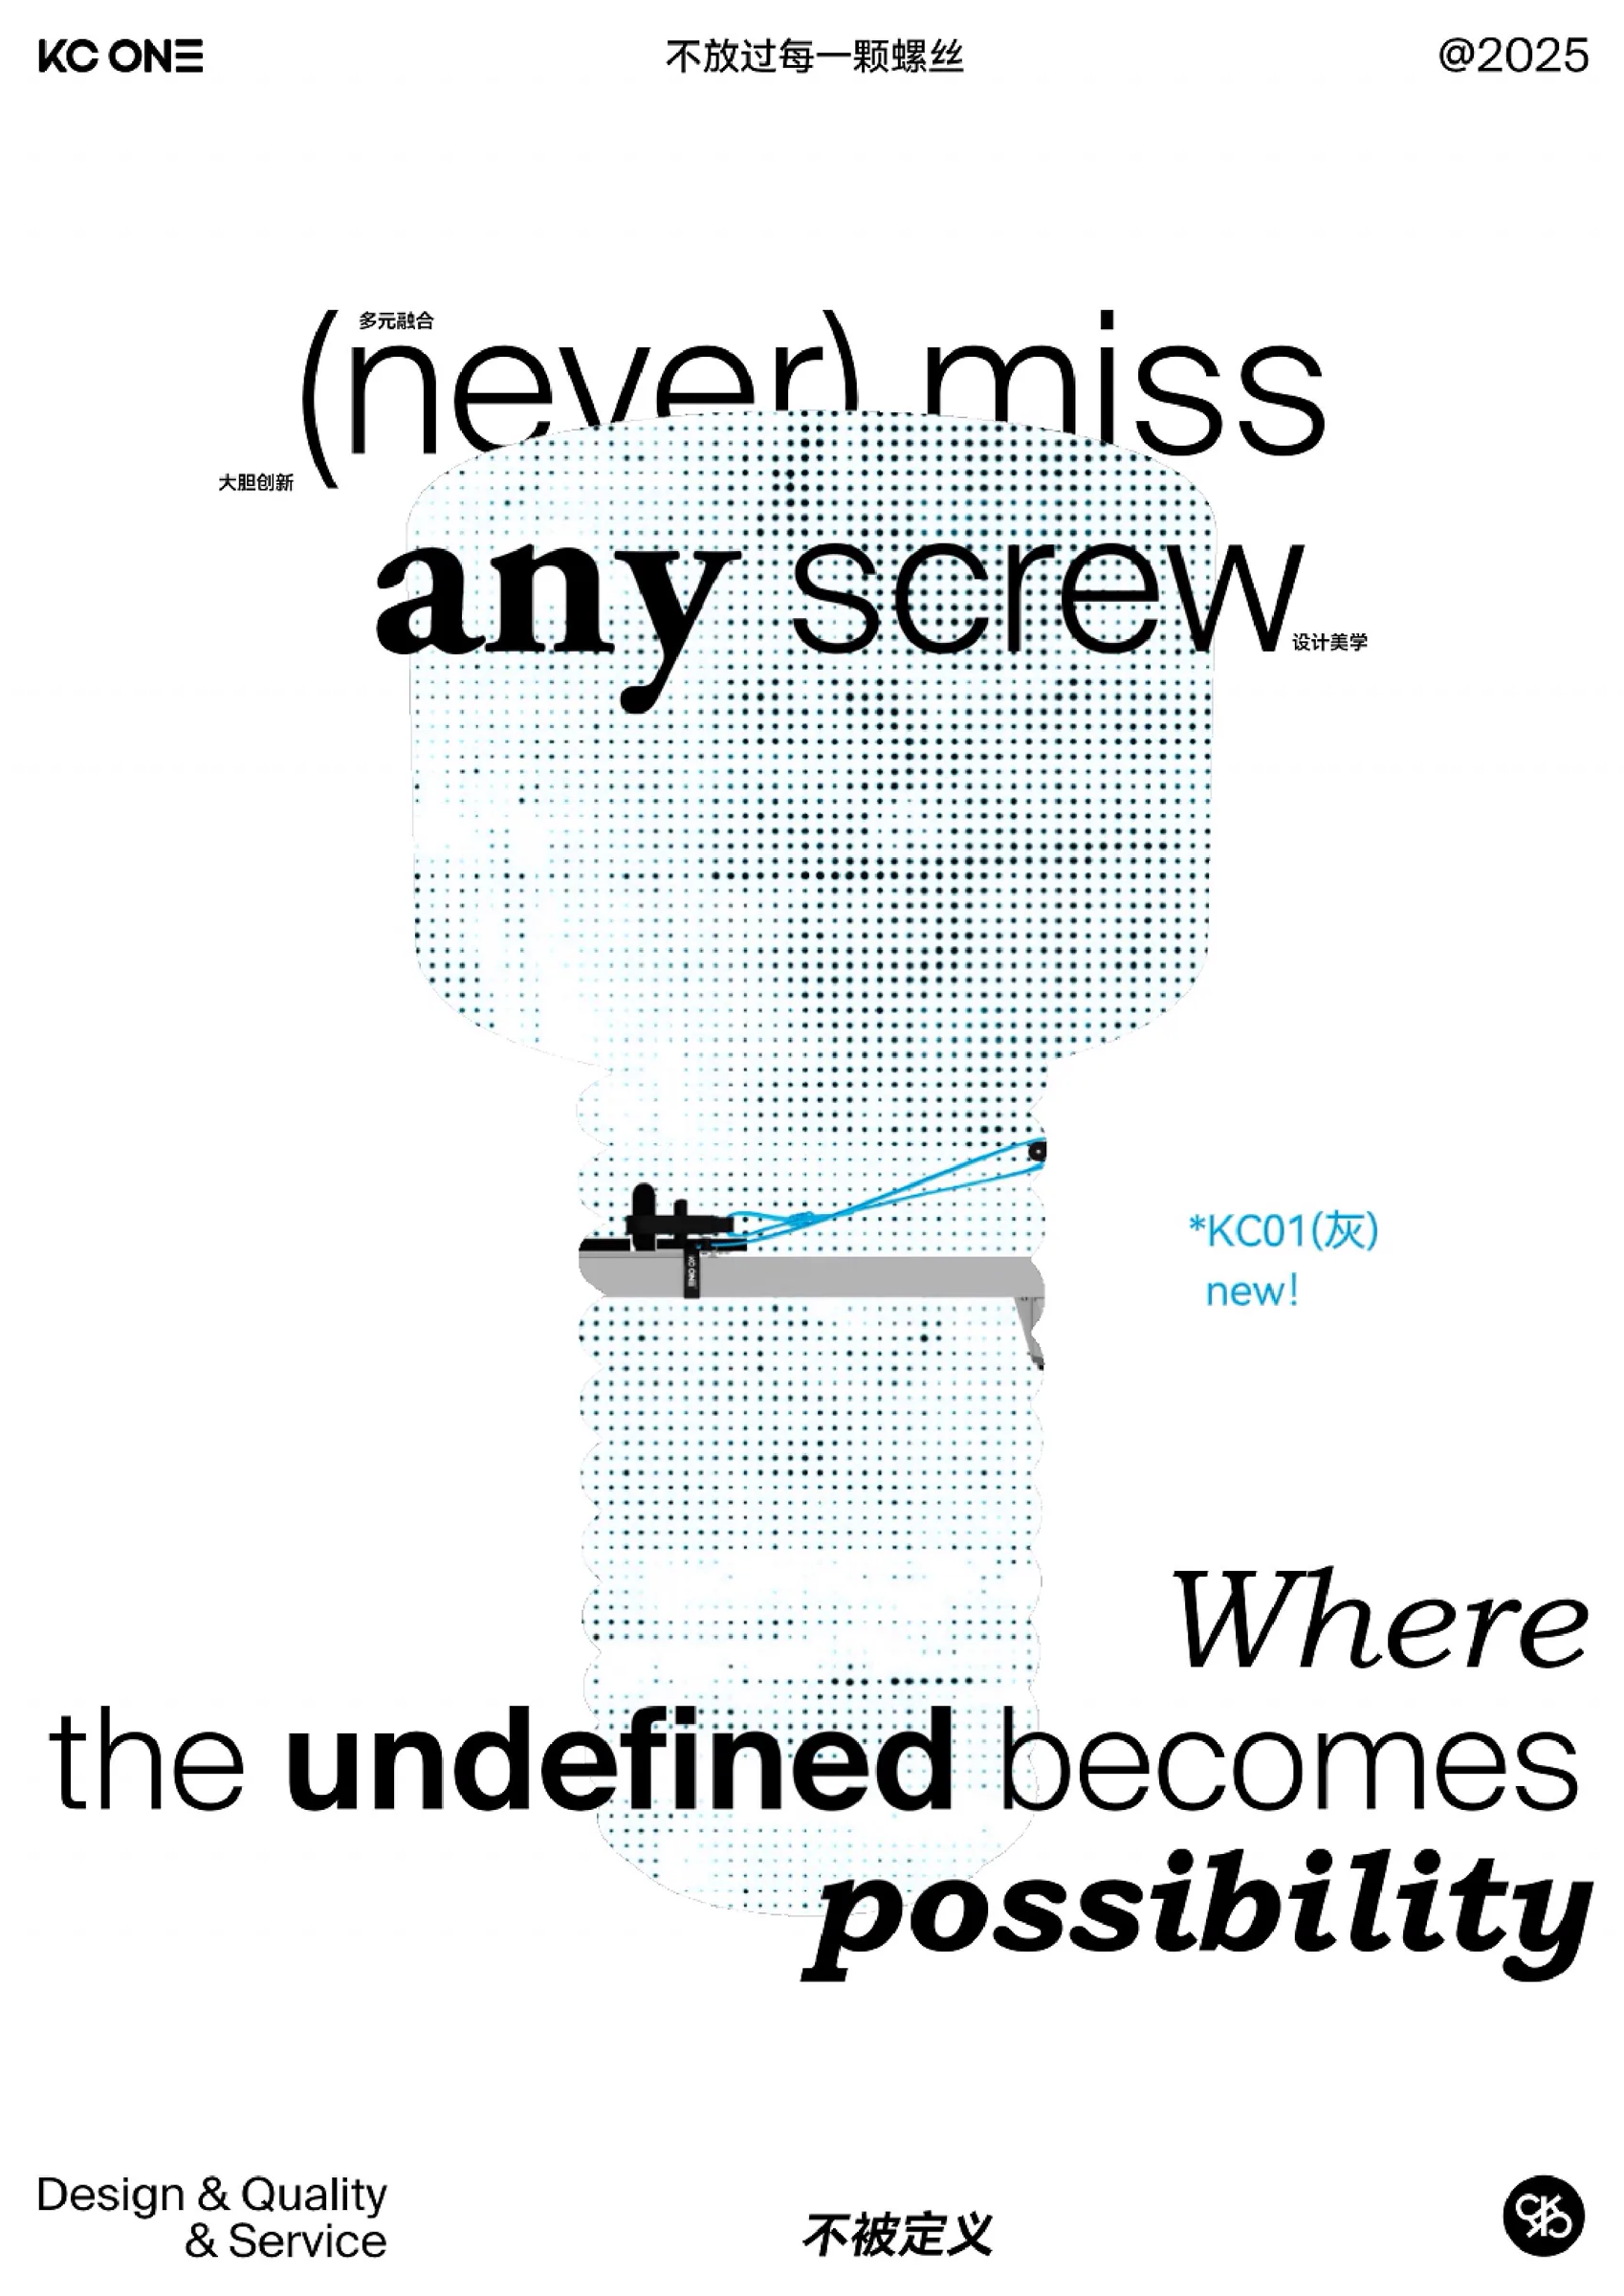 KC ONE
不放过每一颗螺丝
@2025
多元融合
(never) miss
大胆创新
any screw
设计美学
KC ONE
*KC01(灰)
new!
Where
the undefined becomes
possibility
Design & Quality
& Service
不被定义